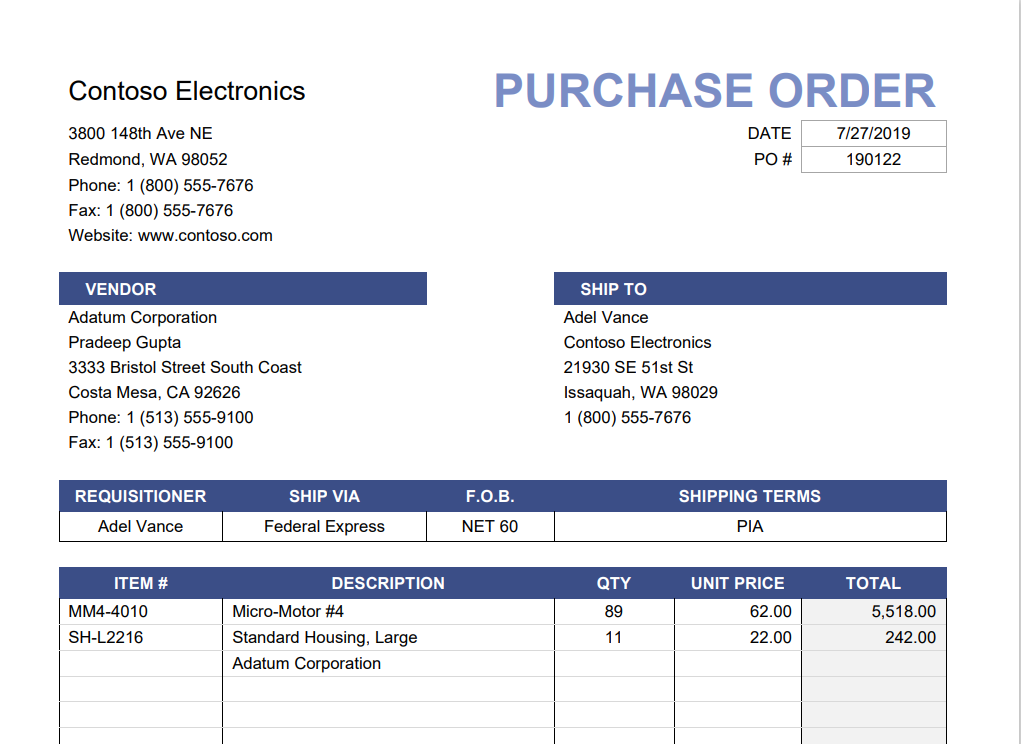 Contoso Electronics
PURCHASE ORDER
3800 148th Ave NE
DATE 7/27/2019
Redmond, WA 98052
PO # 190122
Phone: 1 (800) 555-7676
Fax: 1 (800) 555-7676
Website: www.contoso.com
VENDOR
Adatum Corporation
Pradeep Gupta
3333 Bristol Street South Coast
Costa Mesa, CA 92626
Phone: 1 (513) 555-9100
Fax: 1 (513) 555-9100
SHIP TO
Adel Vance
Contoso Electronics
21930 SE 51st St
Issaquah, WA 98029
1 (800) 555-7676
REQUISITIONER SHIP VIA F.O.B. SHIPPING TERMS
Adel Vance Federal Express NET 60 PIA
ITEM # DESCRIPTION QTY UNIT PRICE TOTAL
MM4-4010 Micro-Motor #4 89 62.00 5,518.00
SH-L2216 Standard Housing, Large 11 22.00 242.00
Adatum Corporation